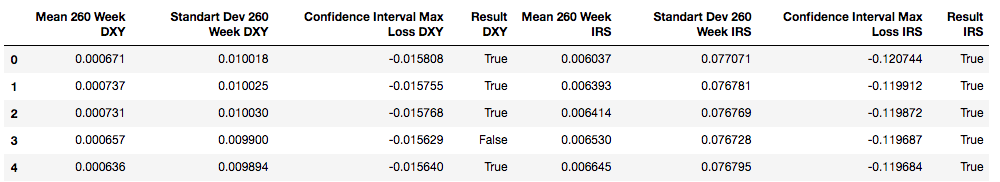 Mean 260 Week DXY Standart Dev 260 Week DXY Confidence Interval Max Loss DXY Result DXY Mean 260 Week IRS Standart Dev 260 Week IRS Confidence Interval Max Loss IRS Result IRS
0 0.000671 0.010018 -0.015808 True 0.006037 0.077071 -0.120744 True
1 0.000737 0.010025 -0.015755 True 0.006393 0.076781 -0.119912 True
2 0.000731 0.010030 -0.015768 True 0.006414 0.076769 -0.119872 True
3 0.000657 0.009900 -0.015629 False 0.006530 0.076728 -0.119687 True
4 0.000636 0.009894 -0.015640 True 0.006645 0.076795 -0.119684 True